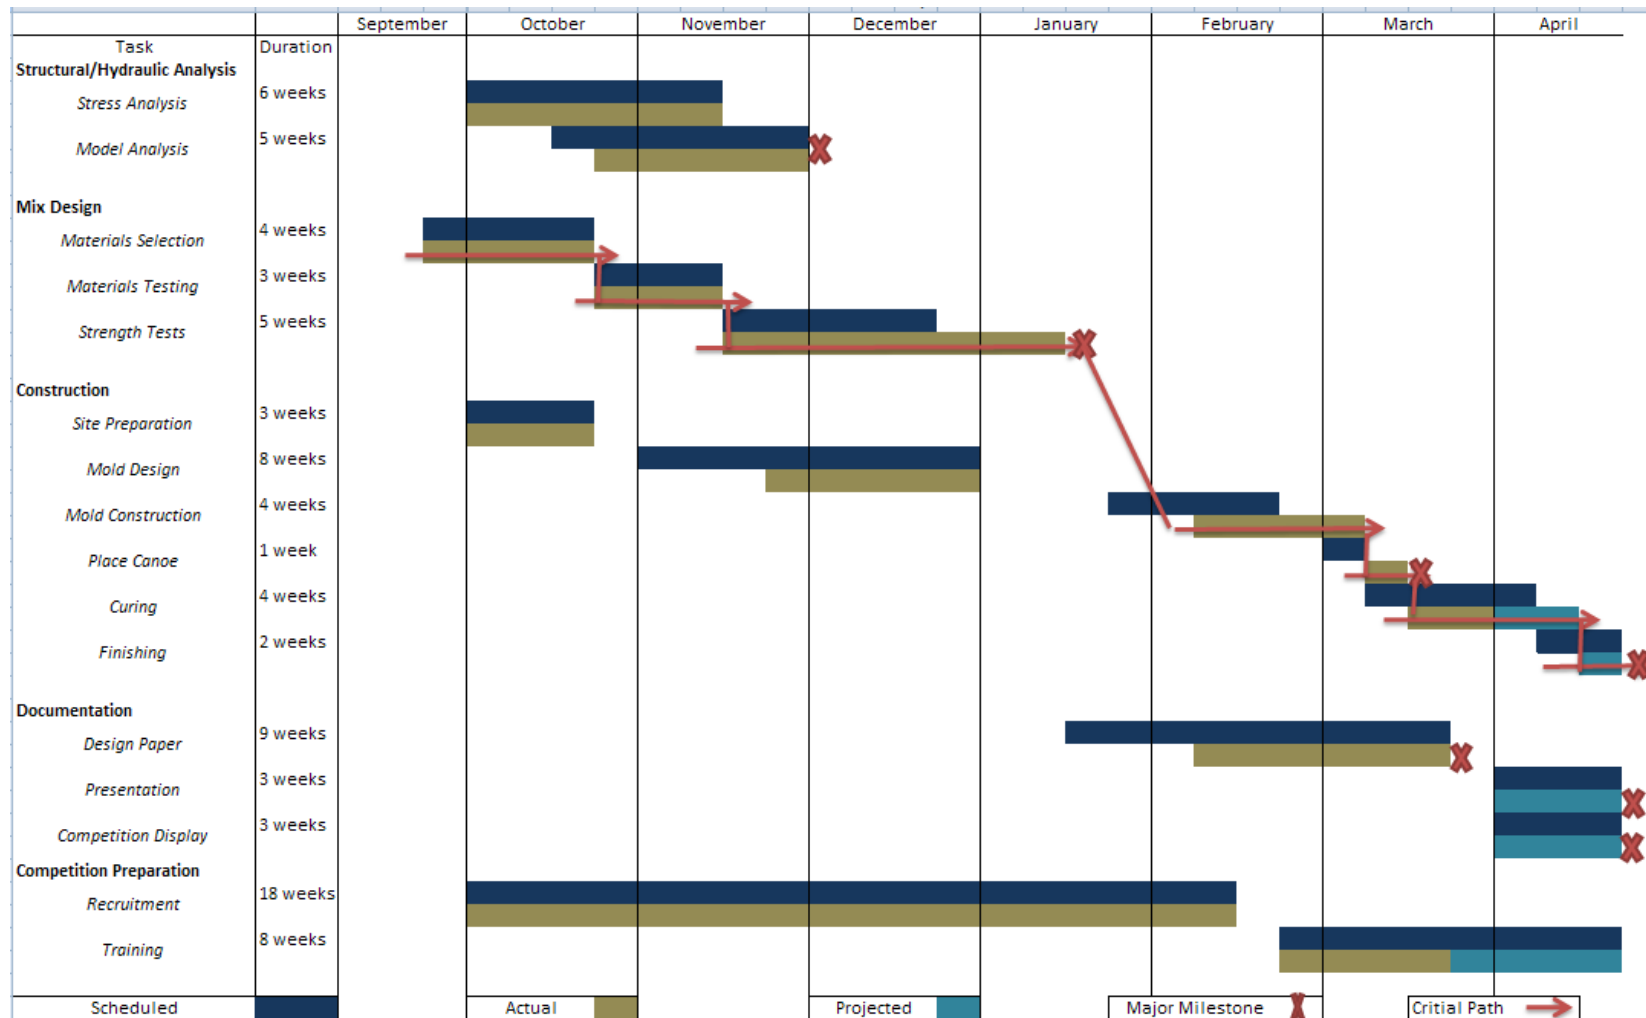 September October November December January February March April
Task Duration
Structural/Hydraulic Analysis
Stress Analysis 6 weeks
Model Analysis 5 weeks
Mix Design
Materials Selection 4 weeks
Materials Testing 3 weeks
Strength Tests 5 weeks
Construction
Site Preparation 3 weeks
Mold Design 8 weeks
Mold Construction 4 weeks
Place Canoe 1 week
Curing 4 weeks
Finishing 2 weeks
Documentation
Design Paper 9 weeks
Presentation 3 weeks
Competition Display 3 weeks
Competition Preparation
Recruitment 18 weeks
Training 8 weeks
Scheduled Actual Projected Major Milestone Critial Path